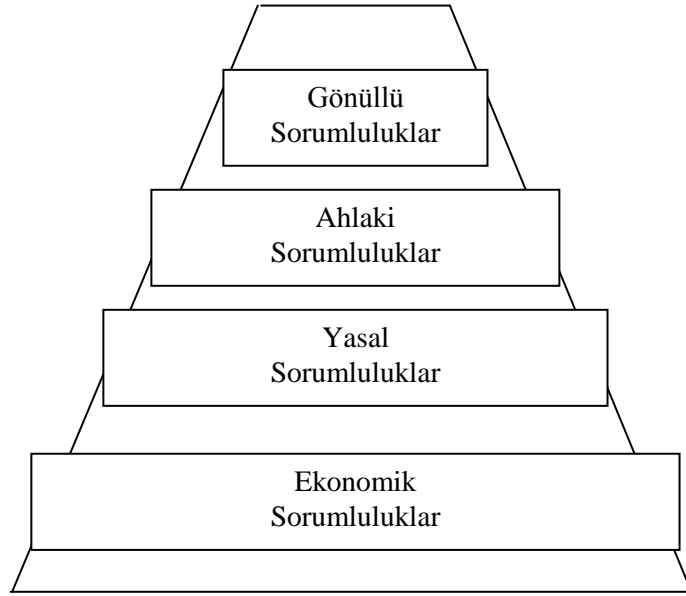 Gönüllü
Sorumluluklar
Ahlaki
Sorumluluklar
Yasal
Sorumluluklar
Ekonomik
Sorumluluklar